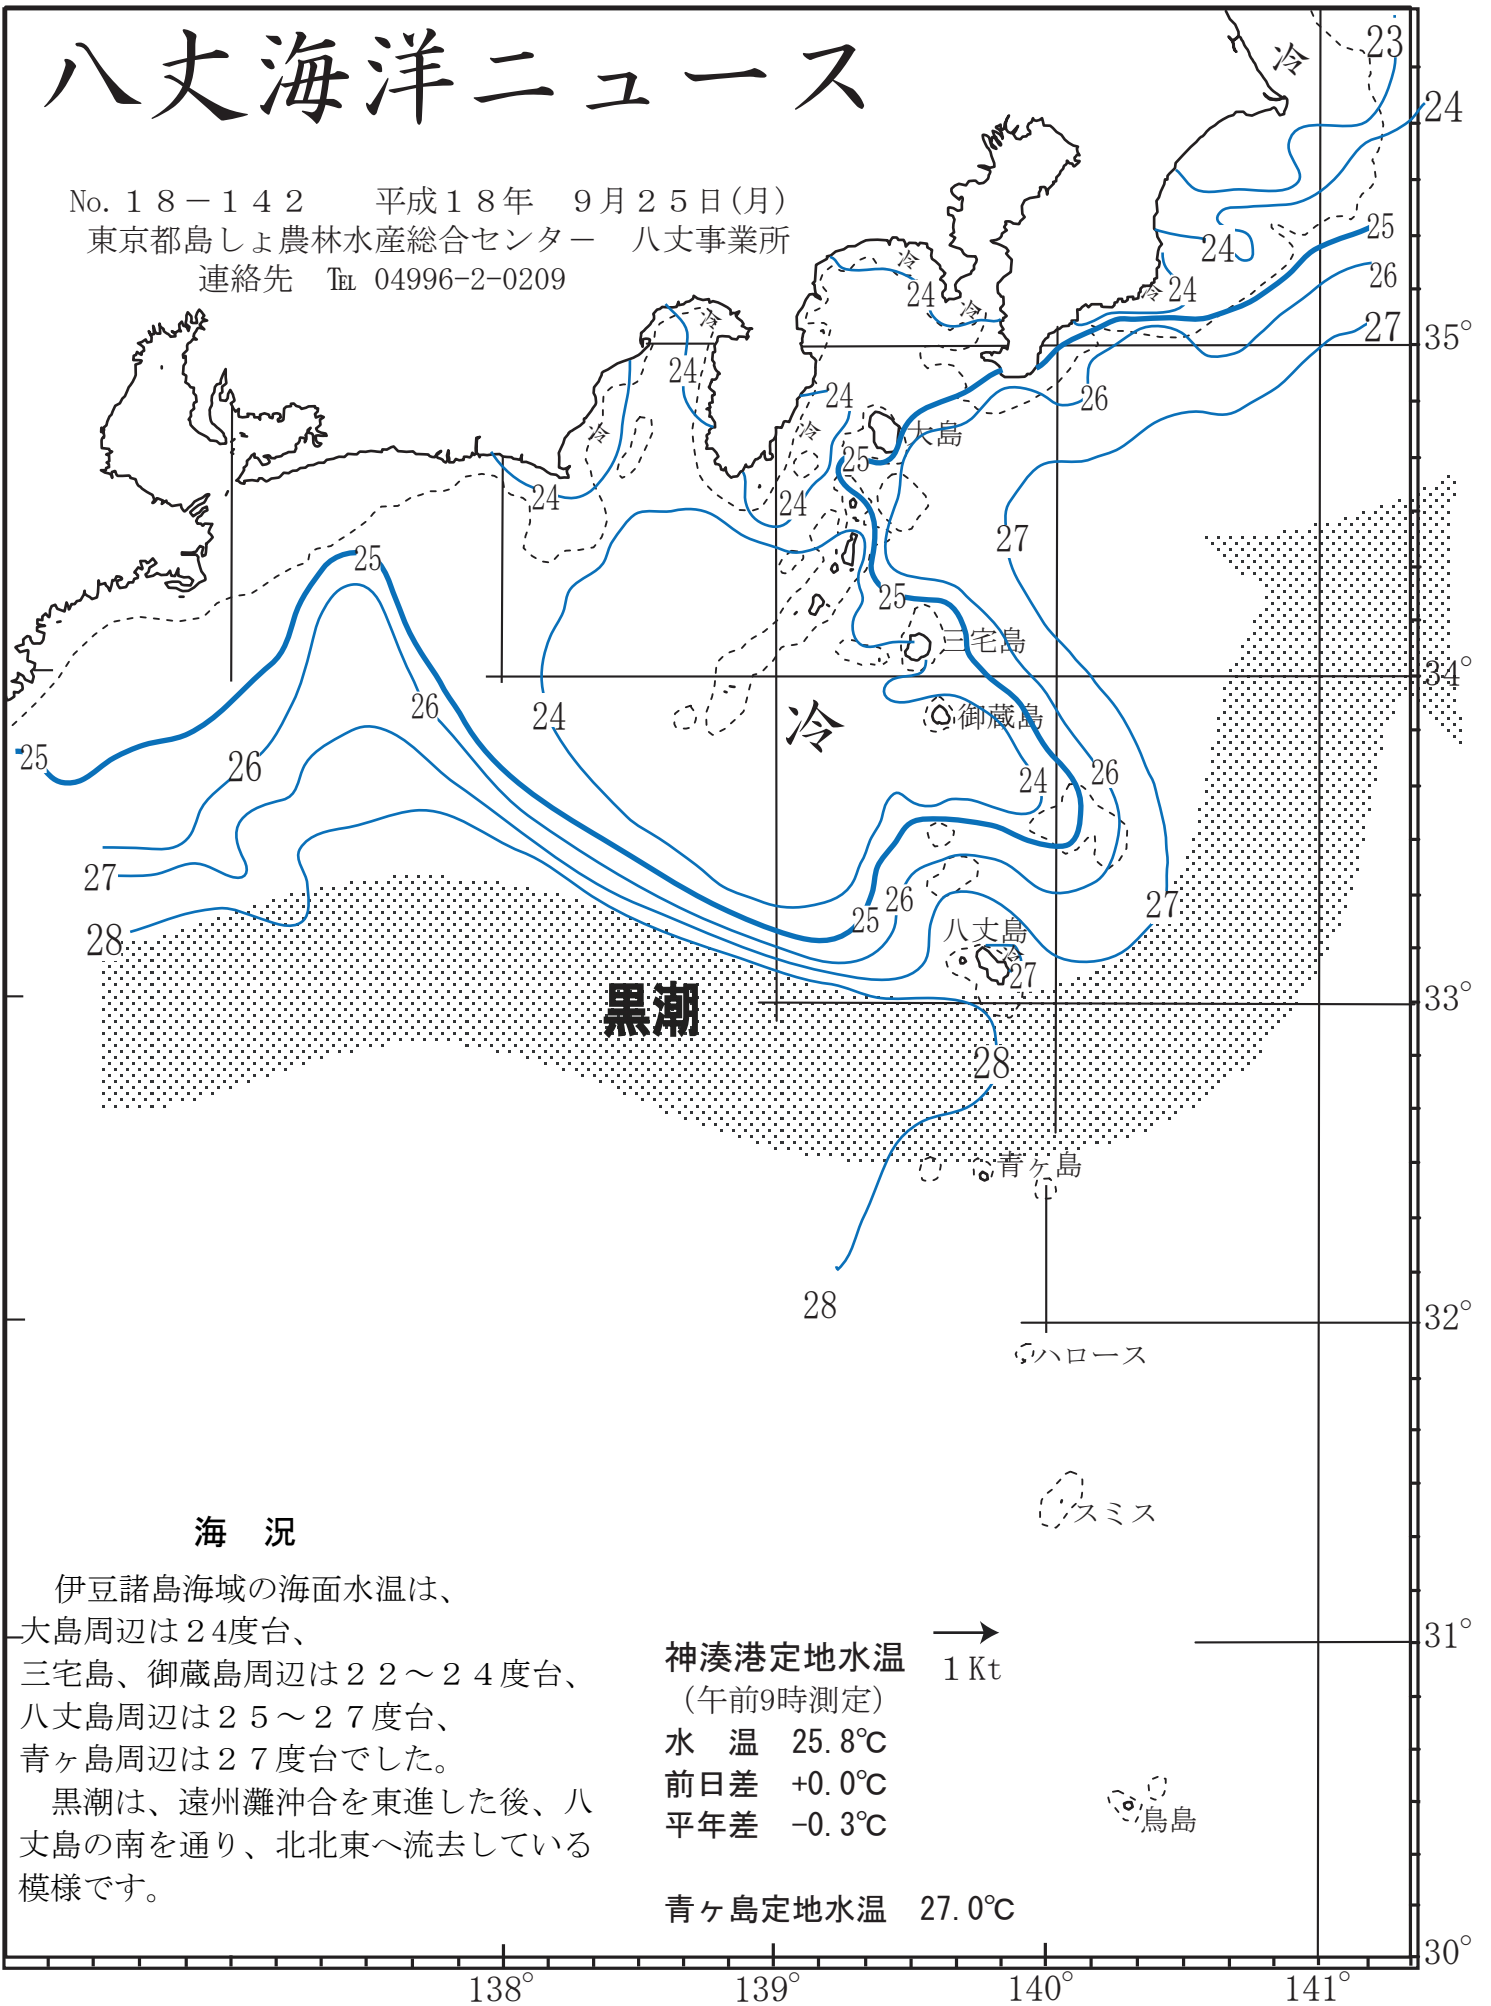 八丈海洋ニュース
No.１８－１４２　　平成１８年　９月２５日(月)
東京都島しょ農林水産総合センター　八丈事業所
連絡先　℡ 04996-2-0209
冷
23
24
25
24
26
冷
24
27
35°
冷
24
冷
冷
24
24
26
冷
冷
大島
25
24
24
27
25
25
三宅島
34°
26
24
冷
御蔵島
25
26
24
26
27
26
27
25
28
八丈島
冷
27
黒潮
33°
28
青ヶ島
28
32°
ハロース
スミス
海　況
伊豆諸島海域の海面水温は、
大島周辺は２4度台、
三宅島、御蔵島周辺は２２～２４度台、
八丈島周辺は２５～２７度台、
青ヶ島周辺は２７度台でした。
黒潮は、遠州灘沖合を東進した後、八
丈島の南を通り、北北東へ流去している
模様です。
神湊港定地水温
（午前9時測定）
水　温　25.8℃
前日差　+0.0℃
平年差　-0.3℃
青ヶ島定地水温　27.0℃
1 Kt
31°
鳥島
30°
138°
139°
140°
141°